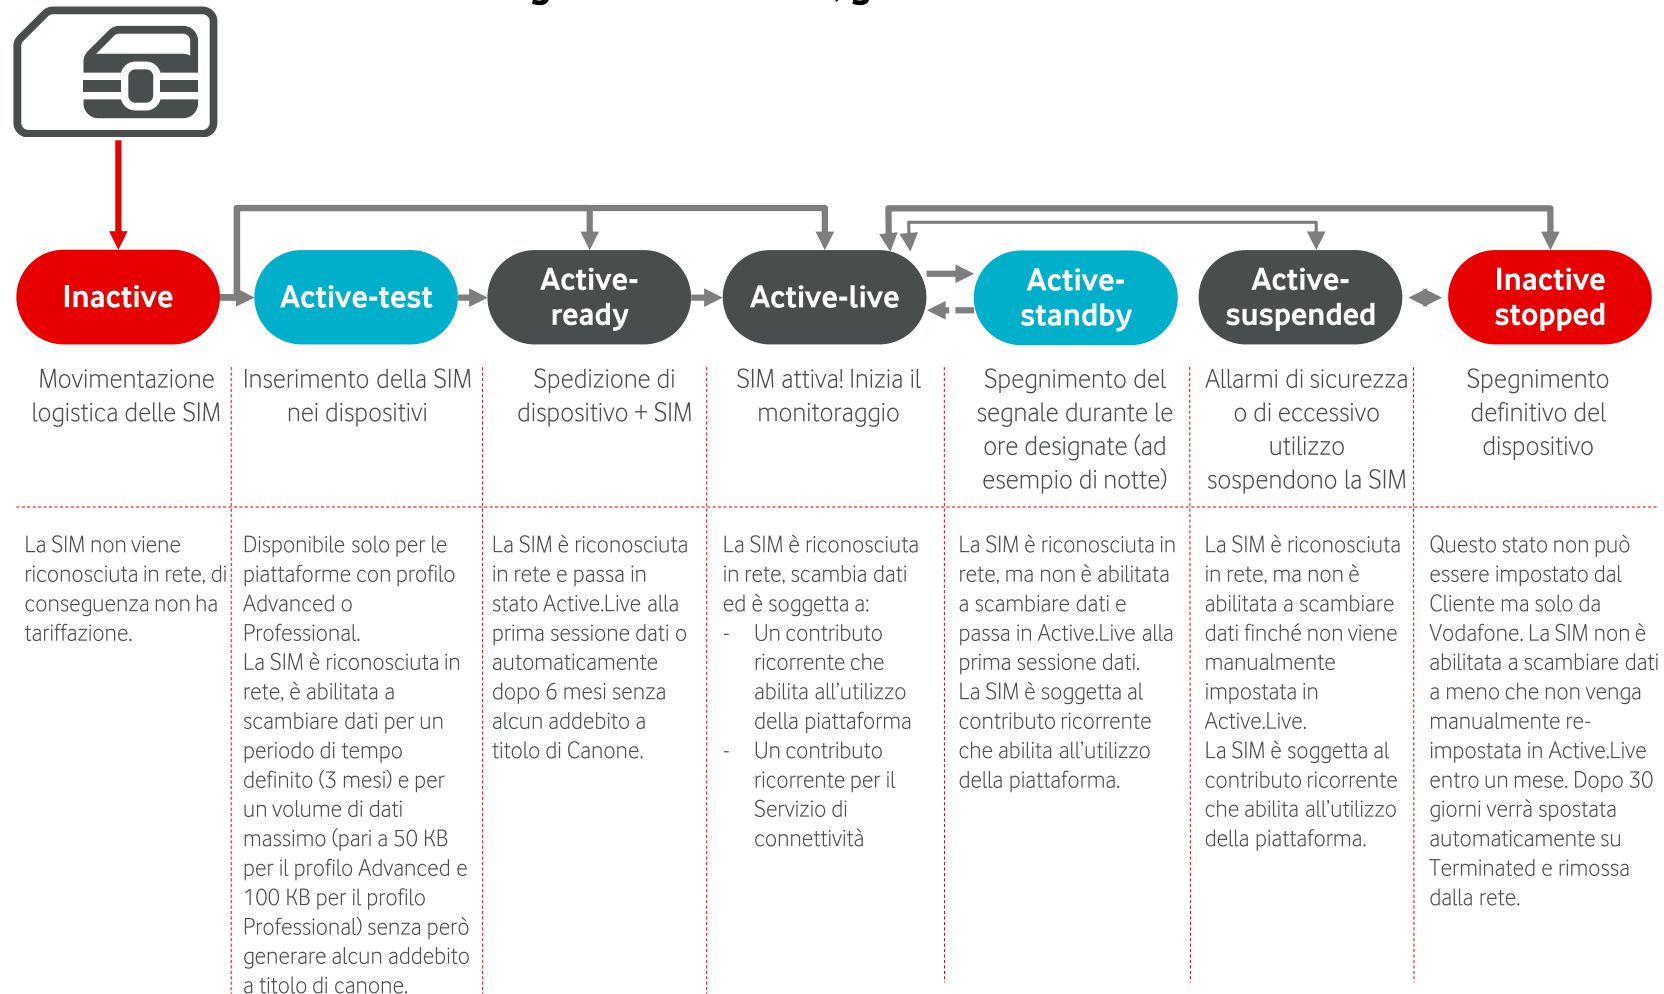 Inactive
Active-test
Active-
ready
Active-live
Active-
standby
Active-
suspended
Inactive
stopped
Movimentazione
logistica delle SIM
Inserimento della SIM
nei dispositivi
Spedizione di
dispositivo + SIM
SIM attiva! Inizia il
monitoraggio
Spegnimento del
segnale durante le
ore designate (ad
esempio di notte)
Allarmi di sicurezza
o di eccessivo
utilizzo
sospendono la SIM
Spegnimento
definitivo del
dispositivo
La SIM non viene
riconosciuta in rete, di
conseguenza non ha
tariffazione.
Disponibile solo per le
piattaforme con profilo
Advanced o
Professional.
La SIM è riconosciuta in
rete, è abilitata a
scambiare dati per un
periodo di tempo
definito (3 mesi) e per
un volume di dati
massimo (pari a 50 KB
per il profilo Advanced e
100 KB per il profilo
Professional) senza però
generare alcun addebito
a titolo di canone.
La SIM è riconosciuta
in rete e passa in
stato Active.Live alla
prima sessione dati o
automaticamente
dopo 6 mesi senza
alcun addebito a
titolo di Canone.
La SIM è riconosciuta
in rete, scambia dati
ed è soggetta a:
- Un contributo
ricorrente che
abilita all'utilizzo
della piattaforma
- Un contributo
ricorrente per il
Servizio di
connettività
La SIM è riconosciuta in
rete, ma non è abilitata
a scambiare dati e
passa in Active.Live alla
prima sessione dati.
La SIM è soggetta al
contributo ricorrente
che abilita all'utilizzo
della piattaforma.
La SIM è riconosciuta
in rete, ma non è
abilitata a scambiare
dati finché non viene
manualmente
impostata in
Active.Live.
La SIM è soggetta al
contributo ricorrente
che abilita all'utilizzo
della piattaforma.
Questo stato non può
essere impostato dal
Cliente ma solo da
Vodafone. La SIM non è
abilitata a scambiare dati
a meno che non venga
manualmente re-
impostata in Active.Live
entro un mese. Dopo 30
giorni verrà spostata
automaticamente su
Terminated e rimossa
dalla rete.